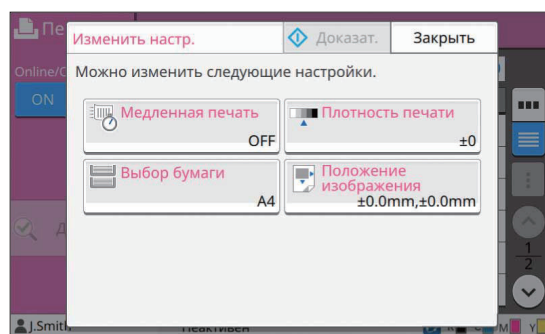 Пе
Изменить настр.
Доказат.
Закрыть
Online/
Можно изменить следующие настройки.
ON
Медленная печать
OFF
Плотность печати
±0
Выбор бумаги
A4
Положение
изображения
±0.0mm,±0.0mm
Д
1
2
J.Smith
Неактивен
K
C
M
Y